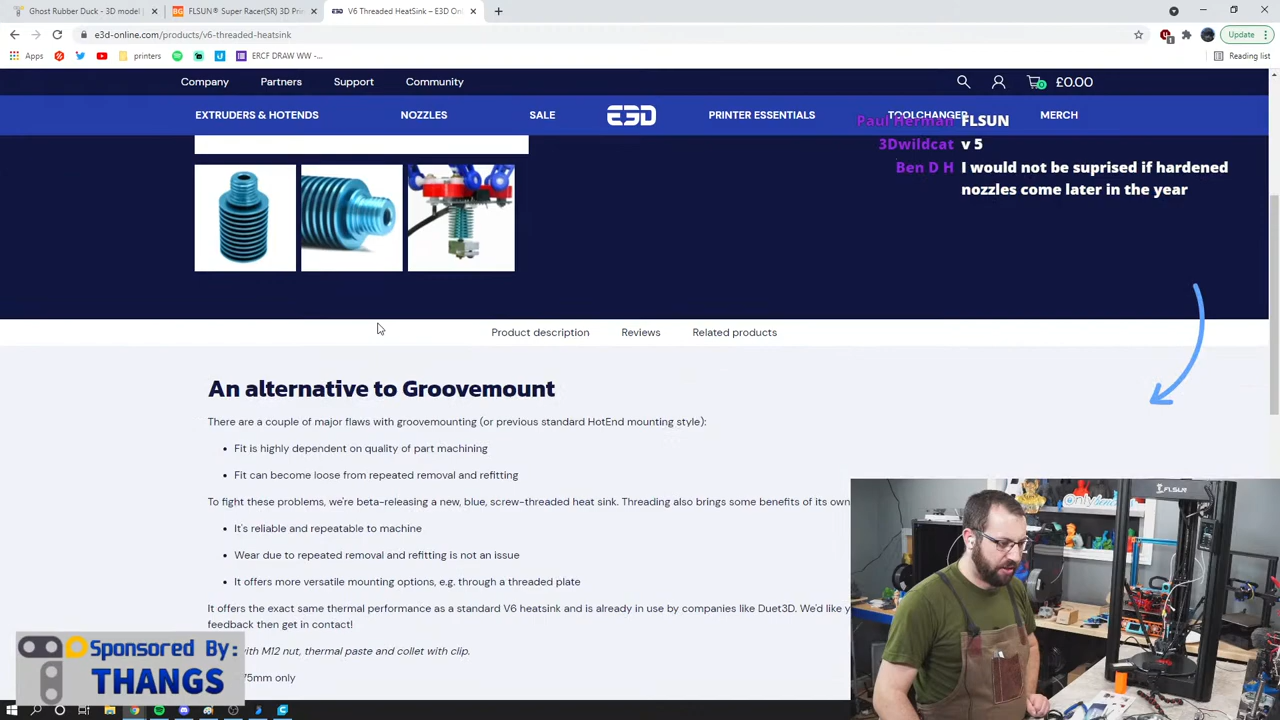 Ghost Rubber Duck - 3D model |
FLSUN® Super Racer(SR) 3D Prin
V6 Threaded HeatSink – E3D On
e3d-online.com/products/v6-threaded-heatsink
Update
Apps
printers
ERCF DRAW WW -...
Reading list
Company
Partners
Support
Community
£0.00
EXTRUDERS & HOTENDS
NOZZLES
SALE
E3D
PRINTER ESSENTIALS
TOOLCHANGER
MERCH
Paul Herman FLSUN
3Dwildcat v 5
Ben D H I would not be suprised if hardened
nozzles come later in the year
Product description
Reviews
Related products
An alternative to Groovemount
There are a couple of major flaws with groovemounting (or previous standard HotEnd mounting style):
Fit is highly dependent on quality of part machining
Fit can become loose from repeated removal and refitting
To fight these problems, we're beta-releasing a new, blue, screw-threaded heat sink. Threading also brings some benefits of its own
It's reliable and repeatable to machine
Wear due to repeated removal and refitting is not an issue
It offers more versatile mounting options, e.g. through a threaded plate
It offers the exact same thermal performance as a standard V6 heatsink and is already in use by companies like Duet3D. We'd like y
feedback then get in contact!
with M12 nut, thermal paste and collet with clip.
75mm only
Sponsored By:
THANGS
FLSUN